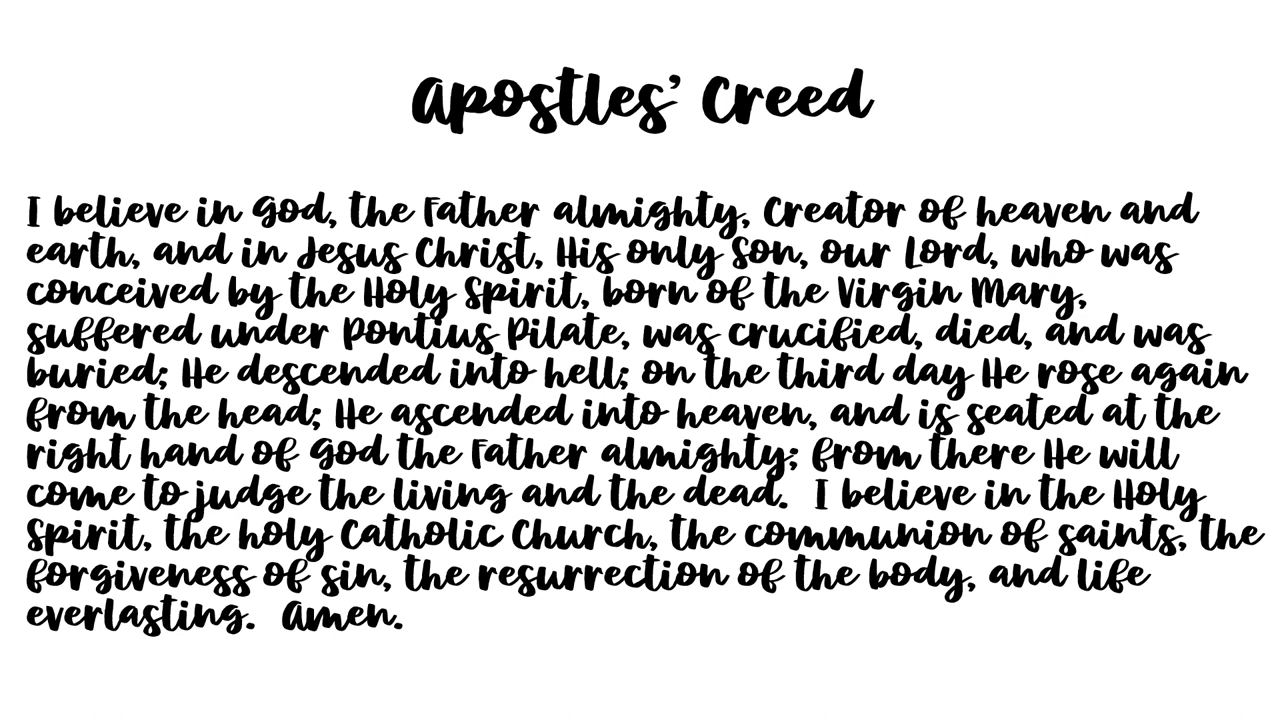 Apostles' Creed
I believe in God, the Father almighty, Creator of heaven and
earth, and in Jesus Christ, His only Son, our Lord, who was
conceived by the Holy Spirit, born of the Virgin Mary,
suffered under Pontius Pilate, was crucified, died, and was
buried; He descended into hell; on the third day He rose again
from the head; He ascended into heaven, and is seated at the
right hand of God the Father almighty; from there He will
come to judge the living and the dead.  I believe in the Holy
Spirit, the holy Catholic Church, the communion of saints, the
forgiveness of sin, the resurrection of the body, and life
everlasting.  Amen.